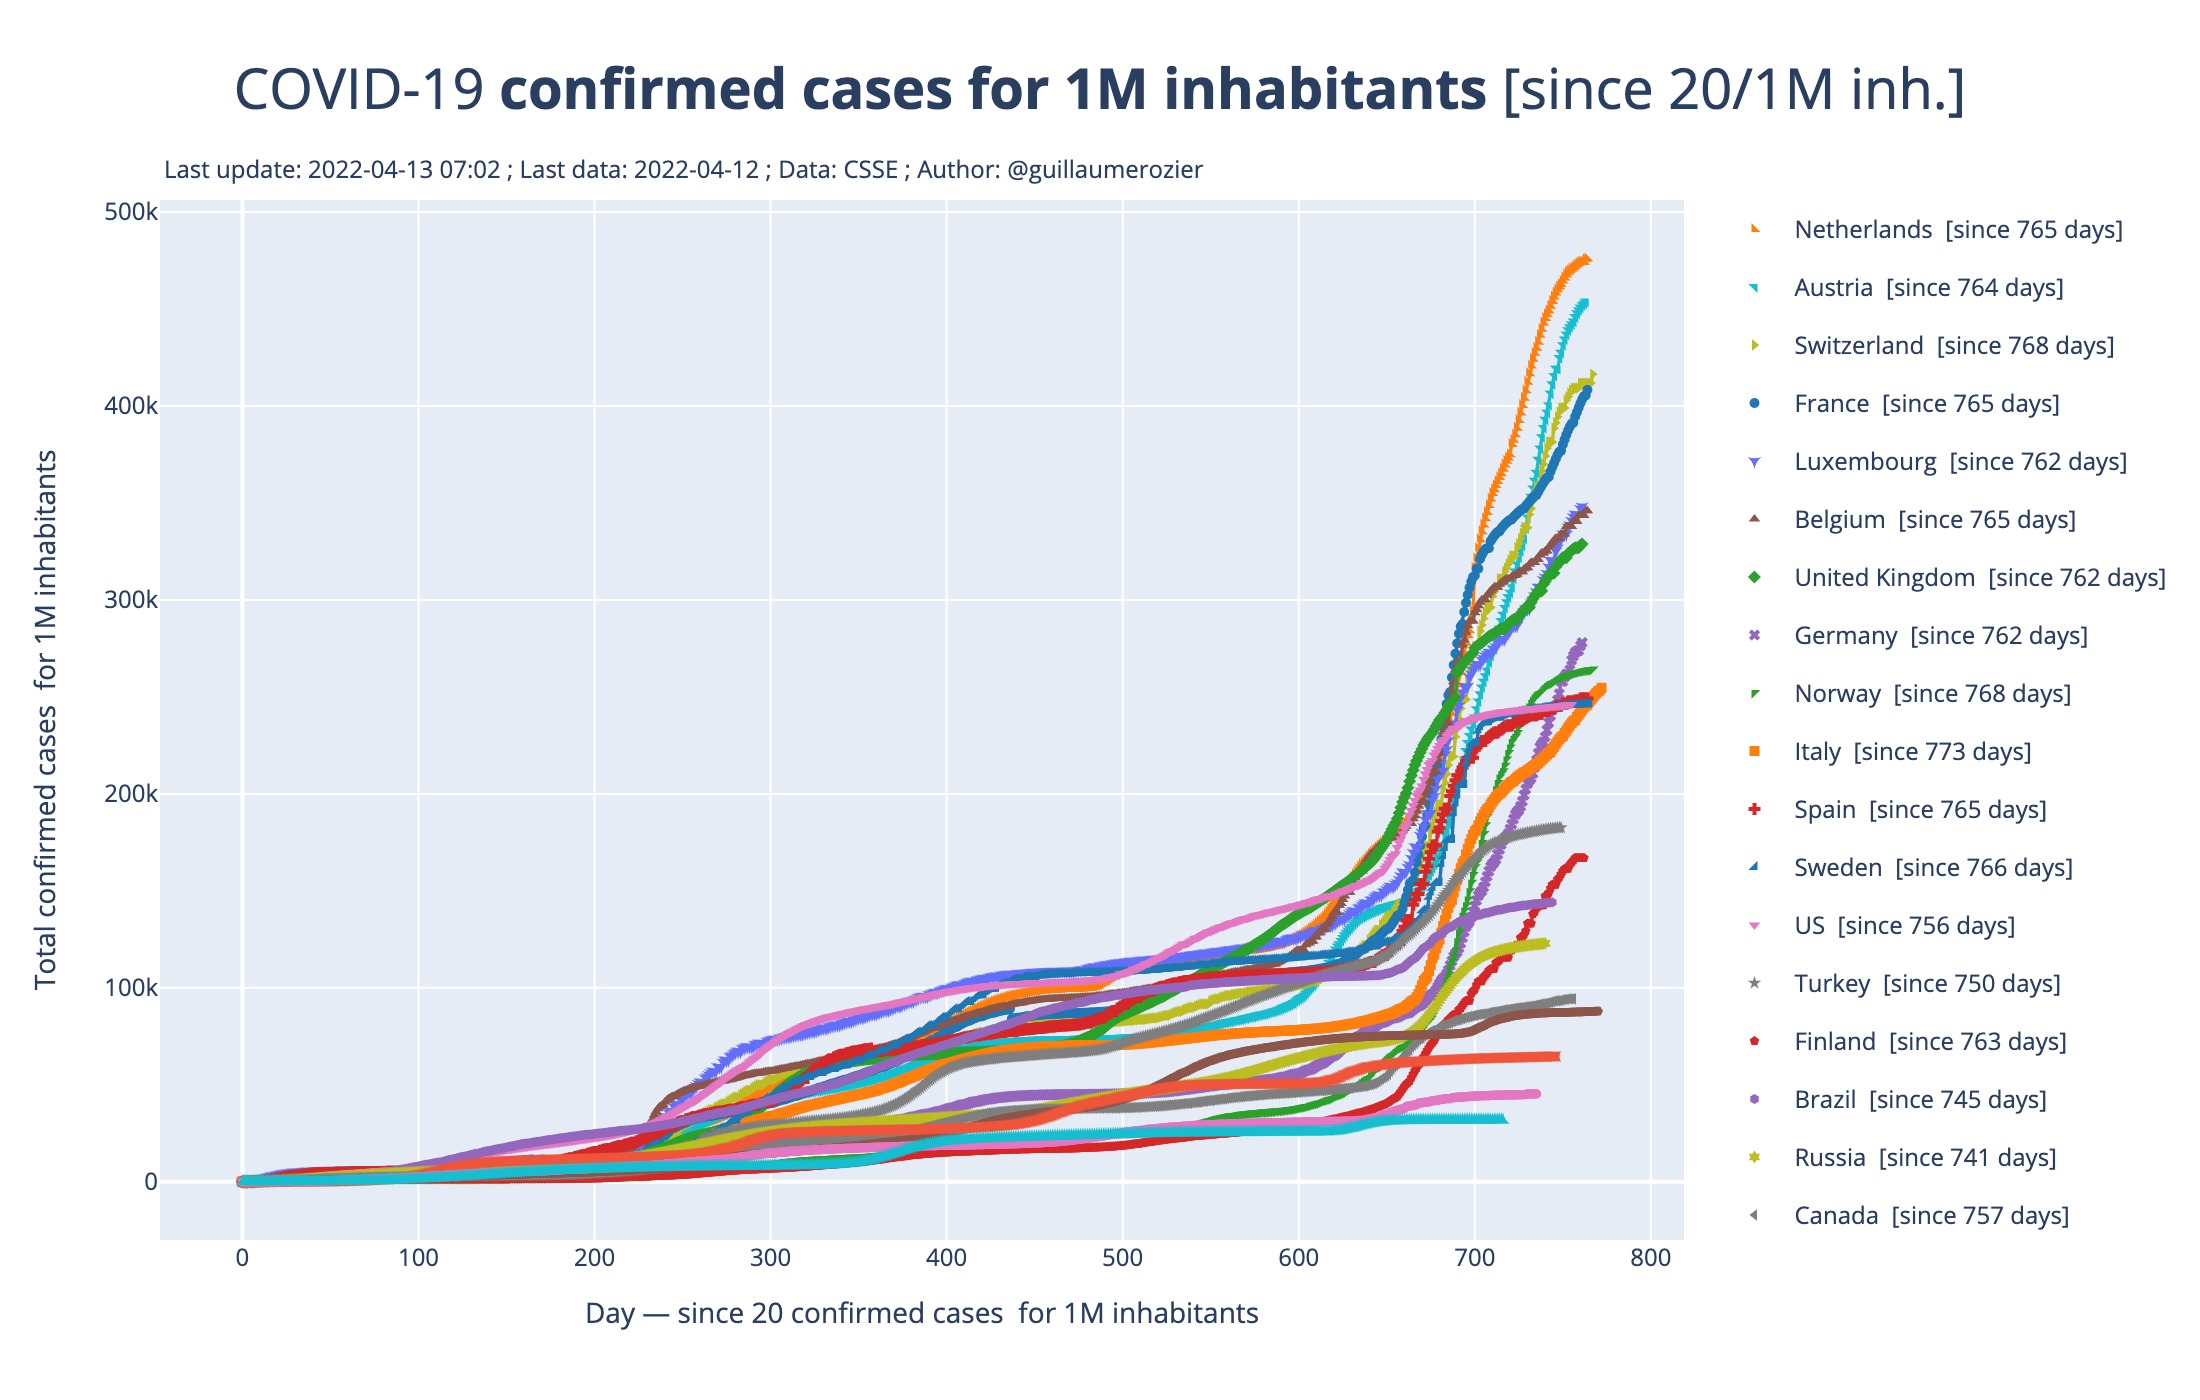 COVID-19 confirmed cases for 1M inhabitants [since 20/1M inh.]
Last update: 2022-04-13 07:02 ; Last data: 2022-04-12 ; Data: CSSE ; Author: @guillaumerozier
Total confirmed cases for 1M inhabitants
500k
400k
300k
200k
100k
0
0 100 200 300 400 500 600 700 800
Day — since 20 confirmed cases for 1M inhabitants
Netherlands [since 765 days]
Austria [since 764 days]
Switzerland [since 768 days]
France [since 765 days]
Luxembourg [since 762 days]
Belgium [since 765 days]
United Kingdom [since 762 days]
Germany [since 762 days]
Norway [since 768 days]
Italy [since 773 days]
Spain [since 765 days]
Sweden [since 766 days]
US [since 756 days]
Turkey [since 750 days]
Finland [since 763 days]
Brazil [since 745 days]
Russia [since 741 days]
Canada [since 757 days]